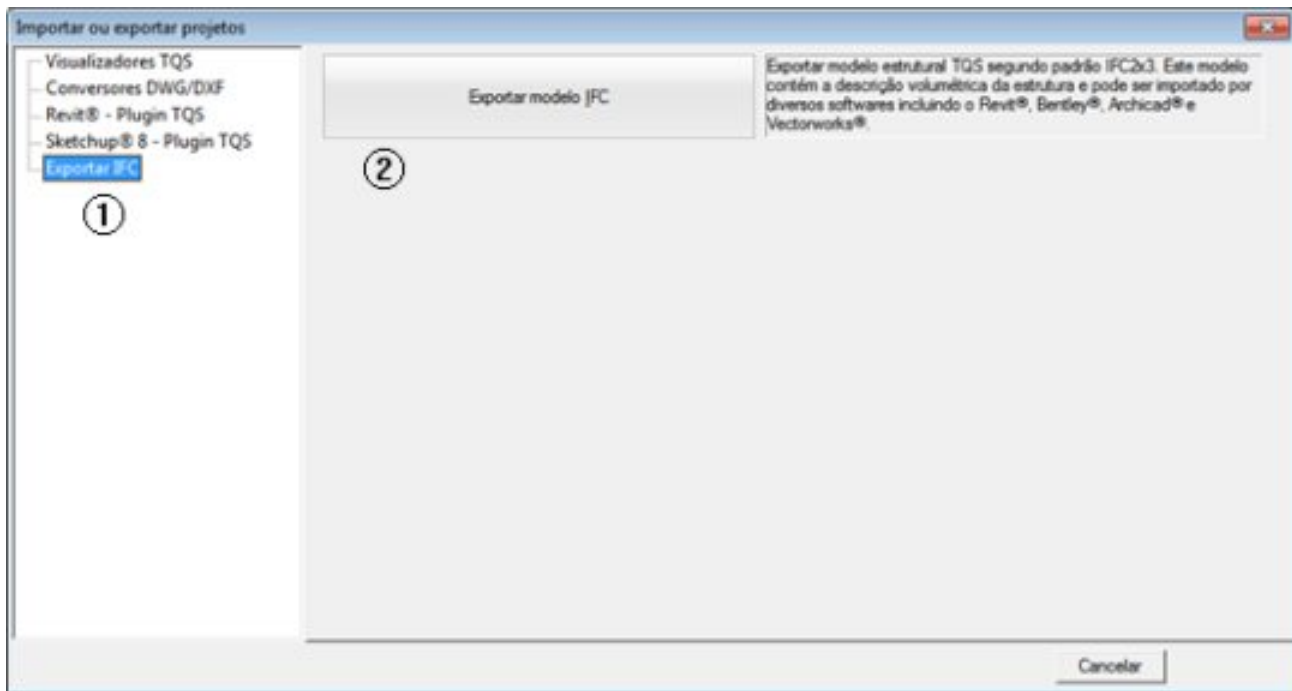 Importar ou exportar projetos
Visualizadores TQS
Conversores DWG/DXF
Revit® - Plugin TQS
Sketchup® 8 - Plugin TQS
Exportar IFC
1
Exportar modelo IFC
2
Exportar modelo estrutural TQS segundo padrão IFC2x3. Este modelo
contém a descrição volumétrica da estrutura e pode ser importado por
diversos softwares incluindo o Revit®, Bentley®, Archicad® e
Vectorworks®.
Cancelar